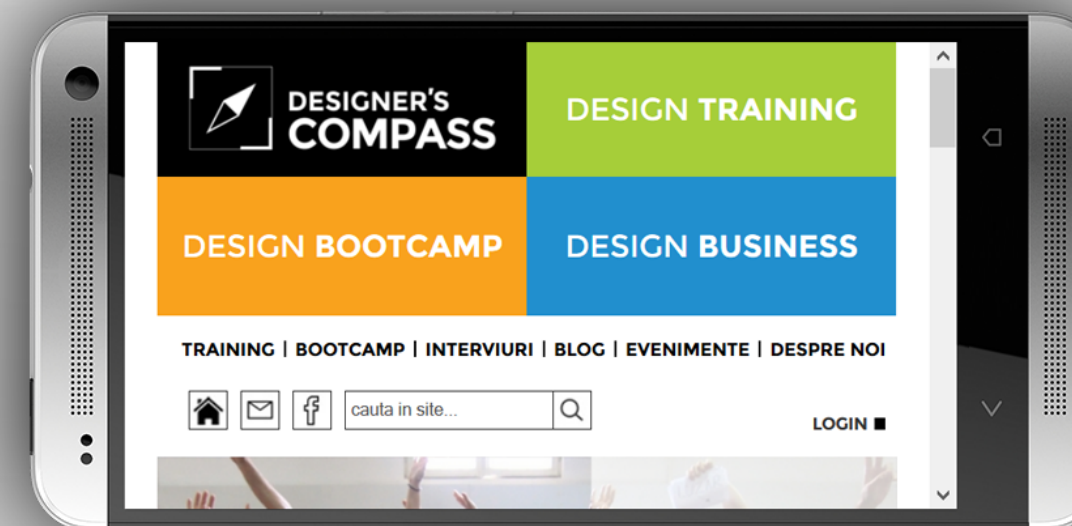 DESIGNER'S
COMPASS
DESIGN TRAINING
DESIGN BOOTCAMP
DESIGN BUSINESS
TRAINING | BOOTCAMP | INTERVIURI | BLOG | EVENIMENTE | DESPRE NOI
cauta in site...
LOGIN